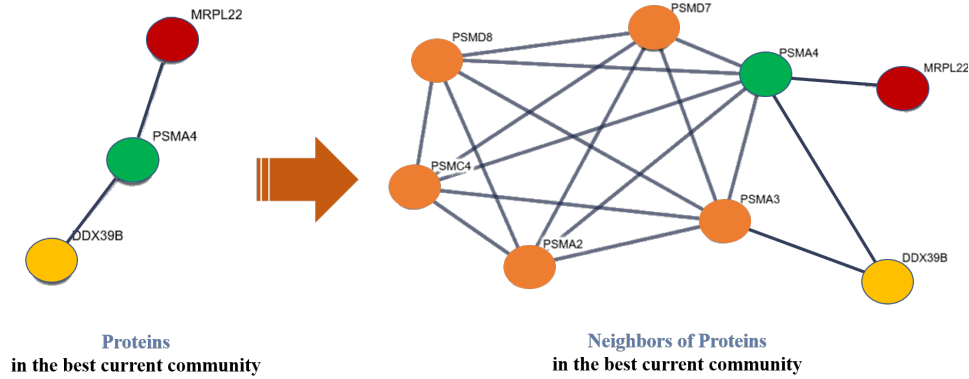 MRPL22
PSMA4
DDX39B
Proteins
in the best current community
PSMD7
PSMD8
PSMA4
MRPL22
PSMC4
PSMA3
PSMA2
DDX39B
Neighbors of Proteins
in the best current community